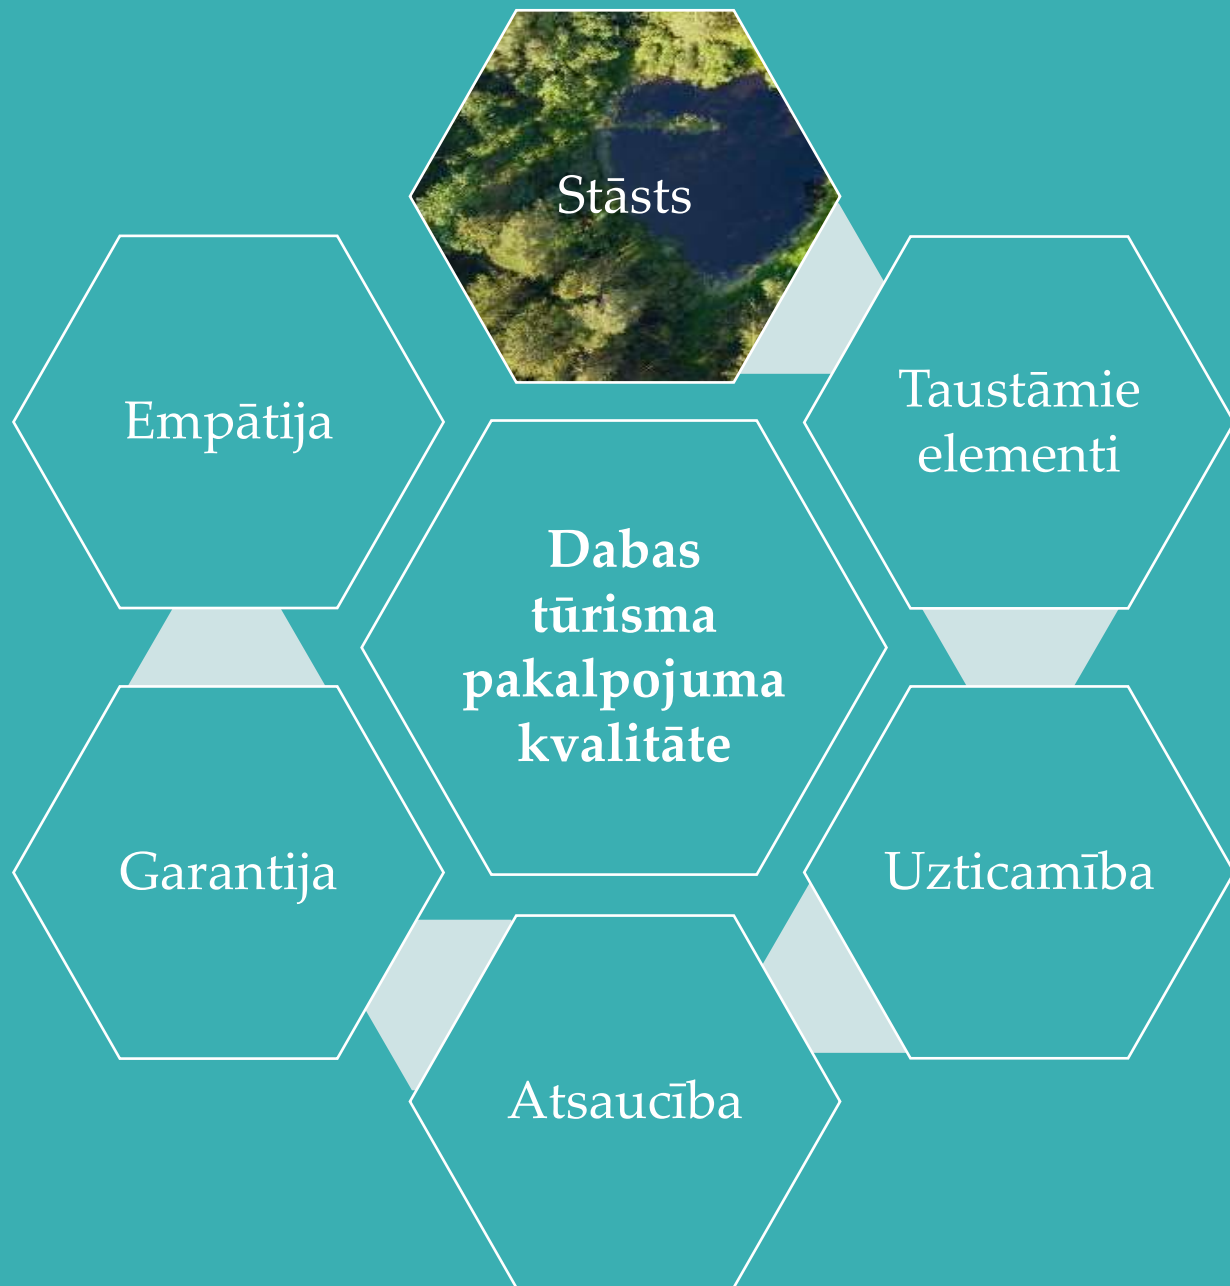 Stāsts
Taustāmie
elementi
Empātija
Dabas
tūrisma
pakalpojuma
kvalitāte
Uzticamība
Garantija
Atsaucība